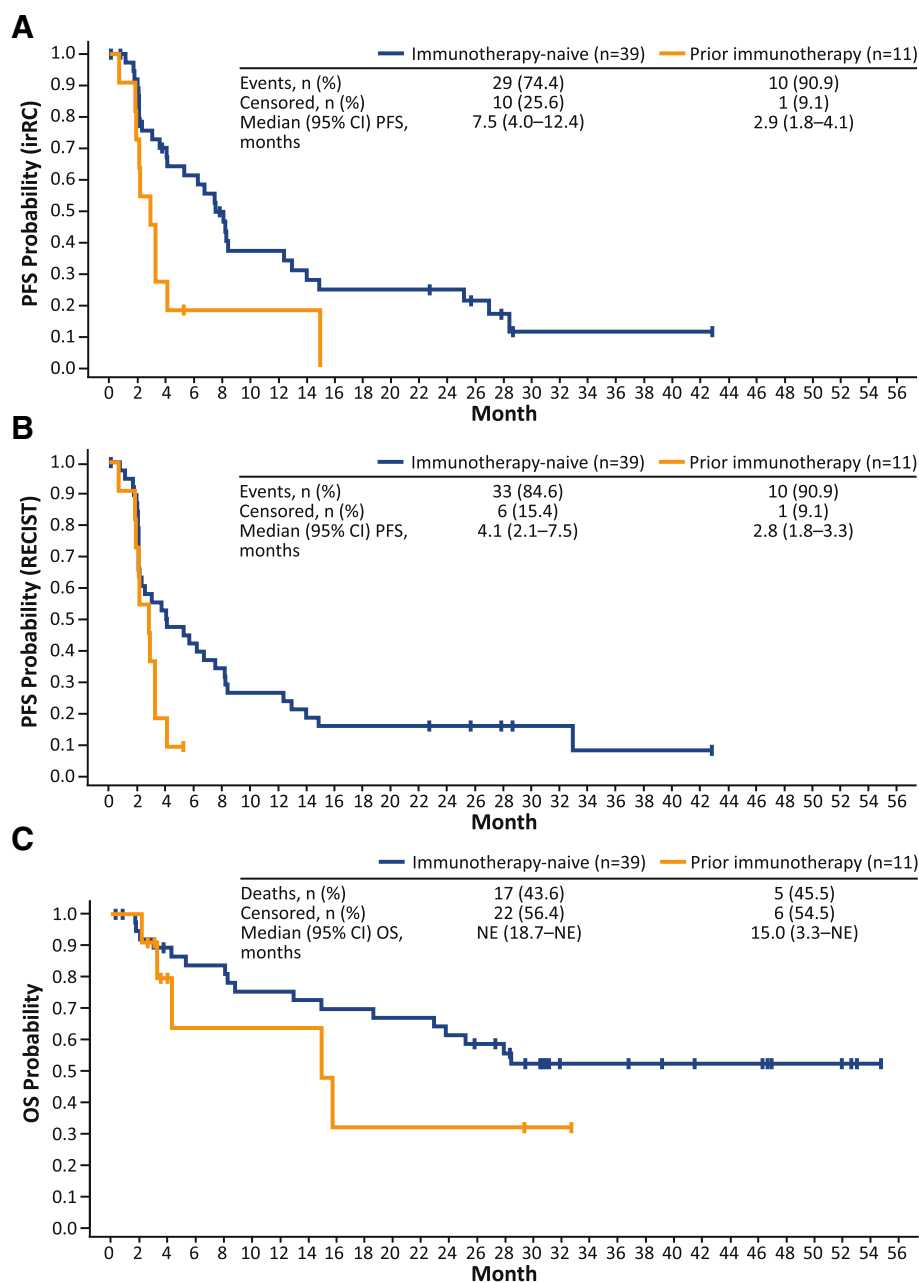 A
Immunotherapy-naive (n=39) Prior immunotherapy (n=11)
Events, n (%) 29 (74.4) 10 (90.9)
Censored, n (%) 10 (25.6) 1 (9.1)
Median (95% CI) PFS, 7.5 (4.0–12.4) 2.9 (1.8–4.1)
months
PFS Probability (irRC)
1.0
0.9
0.8
0.7
0.6
0.5
0.4
0.3
0.2
0.1
0.0
0 2 4 6 8 10 12 14 16 18 20 22 24 26 28 30 32 34 36 38 40 42 44 46 48 50 52 54 56
Month
B
Immunotherapy-naive (n=39) Prior immunotherapy (n=11)
Events, n (%) 33 (84.6) 10 (90.9)
Censored, n (%) 6 (15.4) 1 (9.1)
Median (95% CI) PFS, 4.1 (2.1–7.5) 2.8 (1.8–3.3)
months
PFS Probability (RECIST)
1.0
0.9
0.8
0.7
0.6
0.5
0.4
0.3
0.2
0.1
0.0
0 2 4 6 8 10 12 14 16 18 20 22 24 26 28 30 32 34 36 38 40 42 44 46 48 50 52 54 56
Month
C
Immunotherapy-naive (n=39) Prior immunotherapy (n=11)
Deaths, n (%) 17 (43.6) 5 (45.5)
Censored, n (%) 22 (56.4) 6 (54.5)
Median (95% CI) OS, NE (18.7–NE) 15.0 (3.3–NE)
months
OS Probability
1.0
0.9
0.8
0.7
0.6
0.5
0.4
0.3
0.2
0.1
0.0
0 2 4 6 8 10 12 14 16 18 20 22 24 26 28 30 32 34 36 38 40 42 44 46 48 50 52 54 56
Month